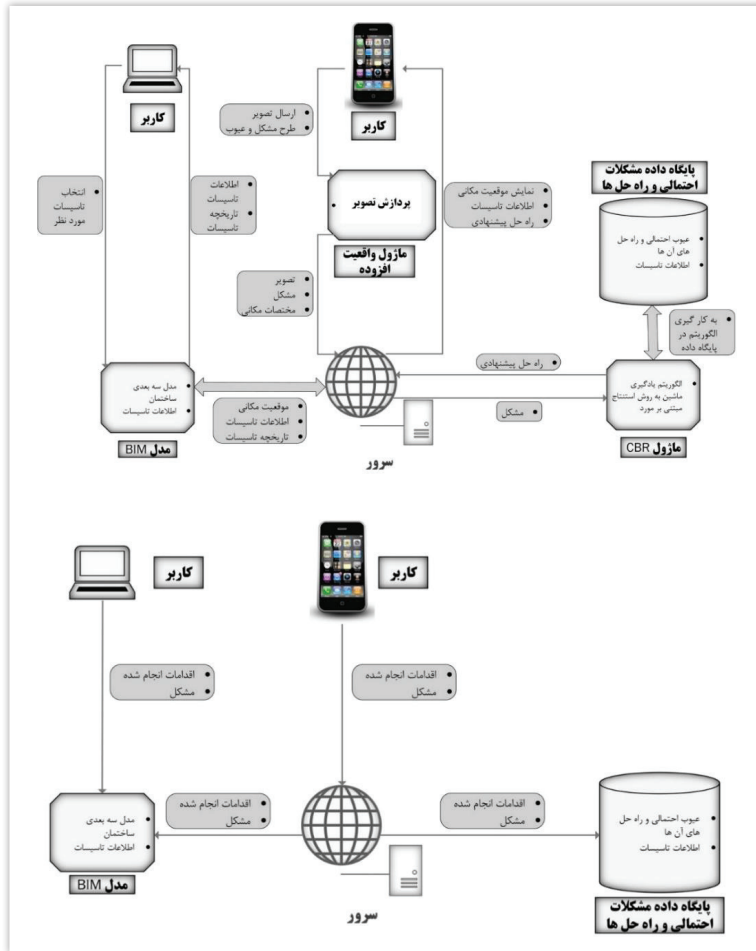 کاربر
کاربر
ارسال تصویر
طرح مشکل و عیوب
انتخاب
تاسیسات
مورد نظر
اطلاعات
تاسیسات
تاریخچه
تاسیسات
پردازش تصویر
ماژول واقعیت
افزوده
نمایش موقعیت مکانی
اطلاعات تاسیسات
راه حل پیشنهادی
پایگاه داده مشکلات
احتمالی و راه حل ها
عیوب احتمالی و راه حل
های آن ها
اطلاعات تاسیسات
تصویر
مشکل
مختصات مکانی
به کار گیری
الگوریتم در
پایگاه داده
مدل سه بعدی
ساختمان
اطلاعات تاسیسات
مدل BIM
موقعیت مکانی
اطلاعات تاسیسات
تاریخچه تاسیسات
راه حل پیشنهادی
مشکل
سرور
الگوریتم یادگیری
ماشین به روش استنتاج
مبتنی بر مورد
ماژول CBR
کاربر
کاربر
اقدامات انجام شده
مشکل
اقدامات انجام شده
مشکل
مدل سه بعدی
ساختمان
اطلاعات تاسیسات
مدل BIM
اقدامات انجام شده
مشکل
سرور
اقدامات انجام شده
مشکل
عیوب احتمالی و راه حل
های آن ها
اطلاعات تاسیسات
پایگاه داده مشکلات
احتمالی و راه حل ها